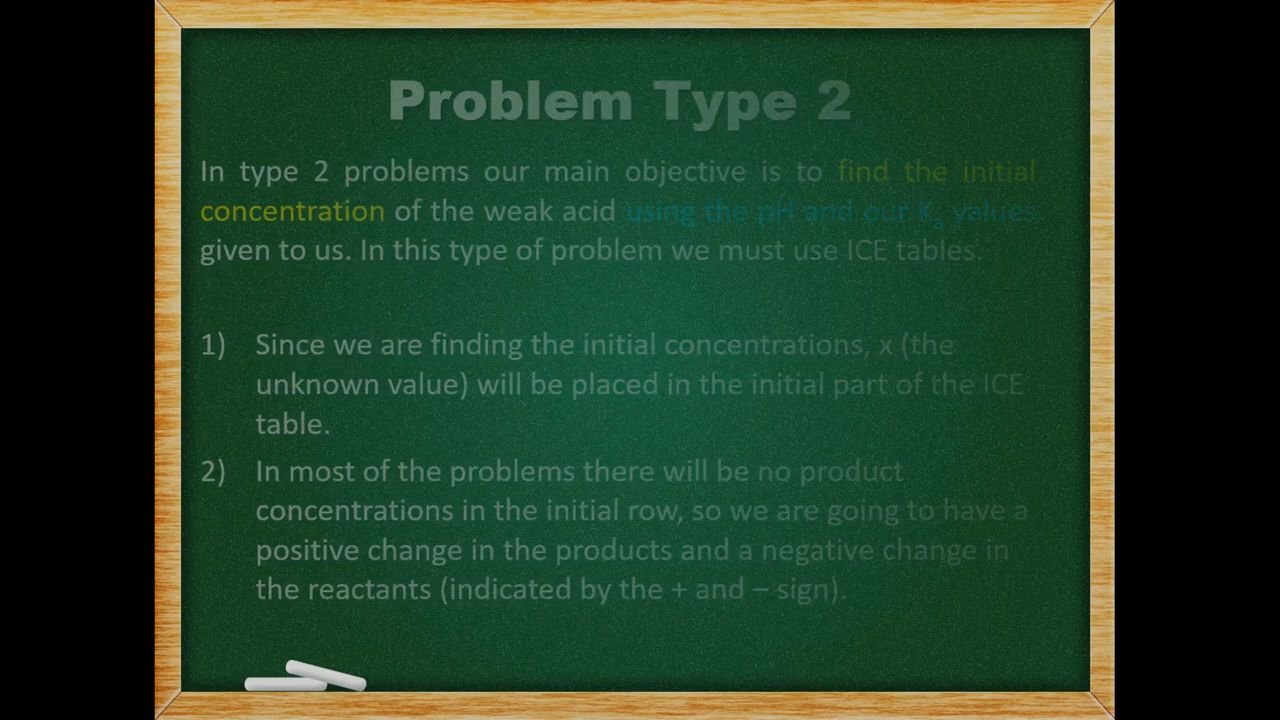 Problem Type 2
In type 2 problems our main objective is to find the initial
concentration of the weak acid using the pH and our Kₐ values
given to us. In this type of problem we must use ICE tables.
1) Since we are finding the initial concentrations, x (the
unknown value) will be placed in the initial part of the ICE
table.
2) In most of the problems there will be no product
concentrations in the initial row, so we are going to have a
positive change in the products and a negative change in
the reactants (indicated by the + and – sign).